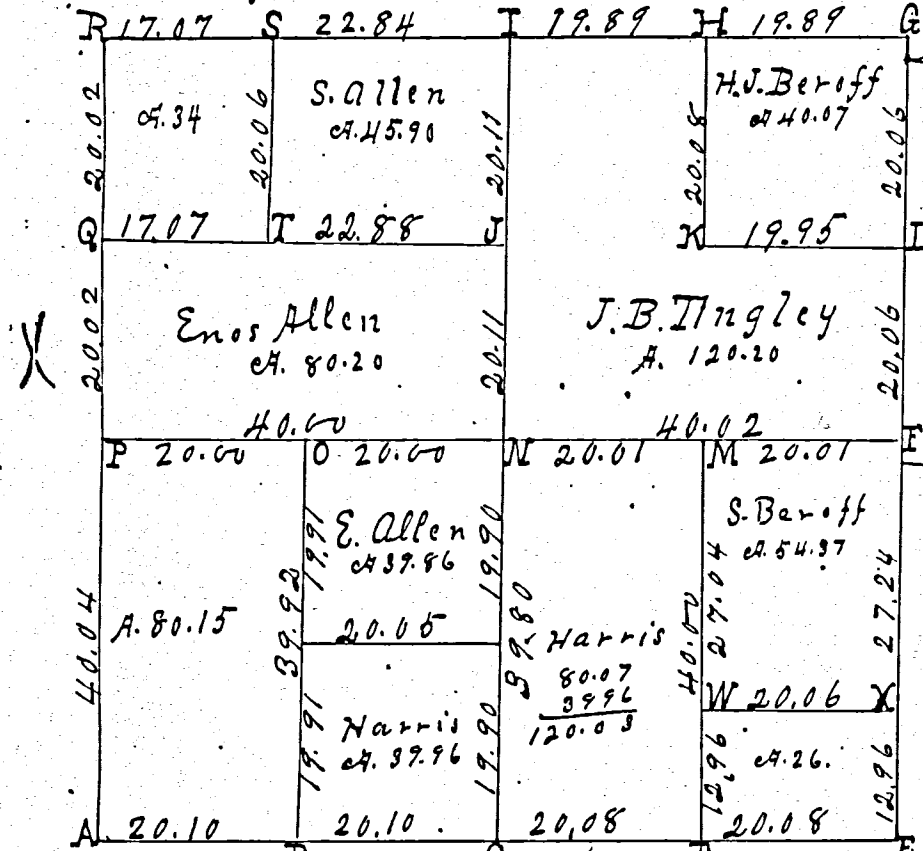 R 17.07 S 22.84 I 19.89 H 19.89 G
20.02 A.34 20.06 S. Allen 20.11 20.08 H.J. Beroff 20.06
A.45.90 A 40.07
Q 17.07 T 22.88 J K 19.95 I
20.02 Enos Allen 20.11 J.B. TIngley 20.06
A. 80.20 A. 120.20
40.00 40.02
P 20.00 O 20.00 N 20.01 M 20.01 F
40.04 A.80.15 39.92 19.91 E. Allen 19.90 39.80 40.00 27.04 S. Beroff 27.24
A 39.86 A.54.37
20.05 Harris
80.07
3996
120.03
W 20.06 X
19.91 Harris 19.90 12.96 A.26. 12.96
A. 39.96
A 20.10 20.10 20,08 20.08